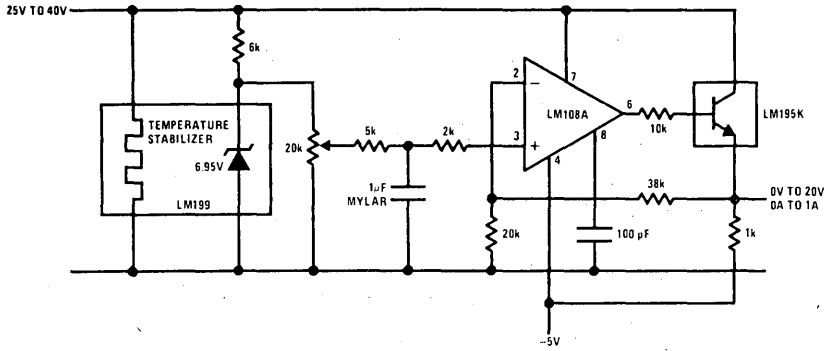 25V TO 40V
6k
2
7
LM108A
6
LM195K
TEMPERATURE
STABILIZER
5k
2k
3
8
10k
20k
4
6.95V
1µF
MYLAR
38k
0V TO 20V
0A TO 1A
LM199
20k
100 pF
1k
–5V